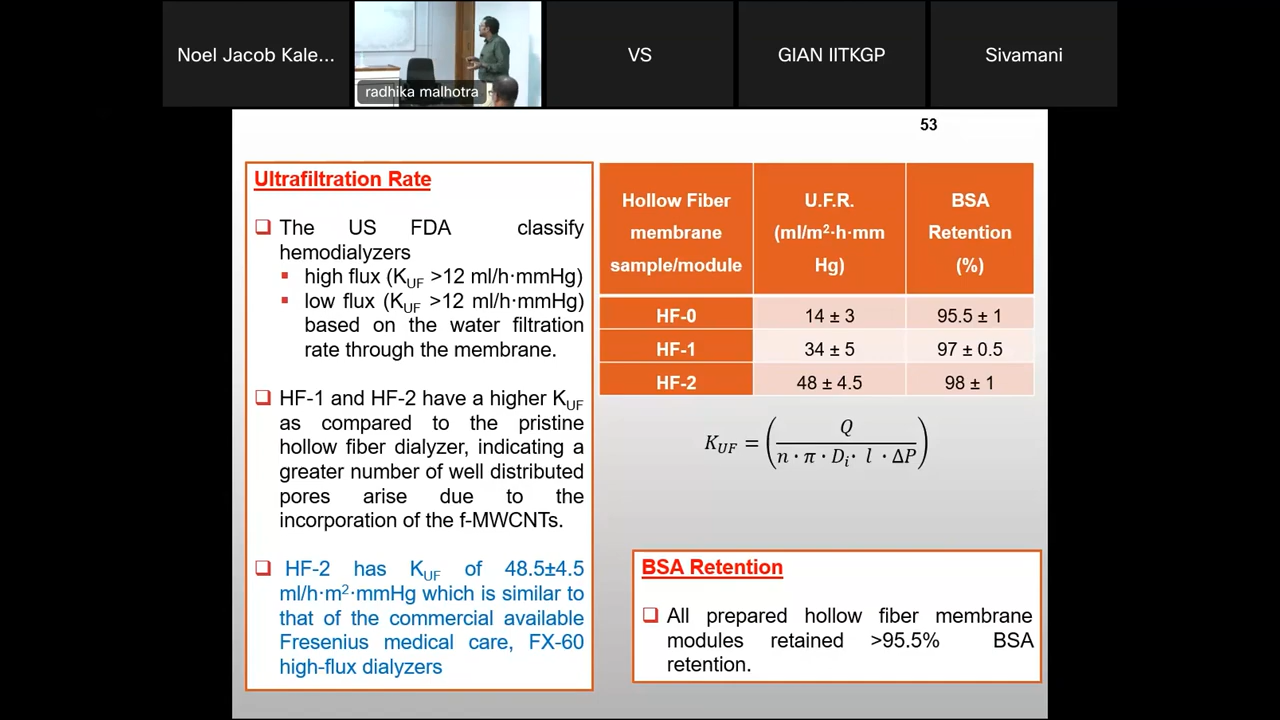 Noel Jacob Kale...
radhika malhotra
VS
GIAN IITKGP
Sivamani
53
Ultrafiltration Rate
❑ The US FDA classify
hemodialyzers
▪ high flux (K_UF >12 ml/h·mmHg)
▪ low flux (K_UF >12 ml/h·mmHg)
based on the water filtration
rate through the membrane.
❑ HF-1 and HF-2 have a higher K_UF
as compared to the pristine
hollow fiber dialyzer, indicating a
greater number of well distributed
pores arise due to the
incorporation of the f-MWCNTs.
❑ HF-2 has K_UF of 48.5±4.5
ml/h·m²·mmHg which is similar to
that of the commercial available
Fresenius medical care, FX-60
high-flux dialyzers
Hollow Fiber
membrane
sample/module
U.F.R.
(ml/m²·h·mm
Hg)
BSA
Retention
(%)
HF-0 14 ± 3 95.5 ± 1
HF-1 34 ± 5 97 ± 0.5
HF-2 48 ± 4.5 98 ± 1
K_UF = (Q / n · π · D_i · l · ΔP)
BSA Retention
❑ All prepared hollow fiber membrane
modules retained >95.5% BSA
retention.